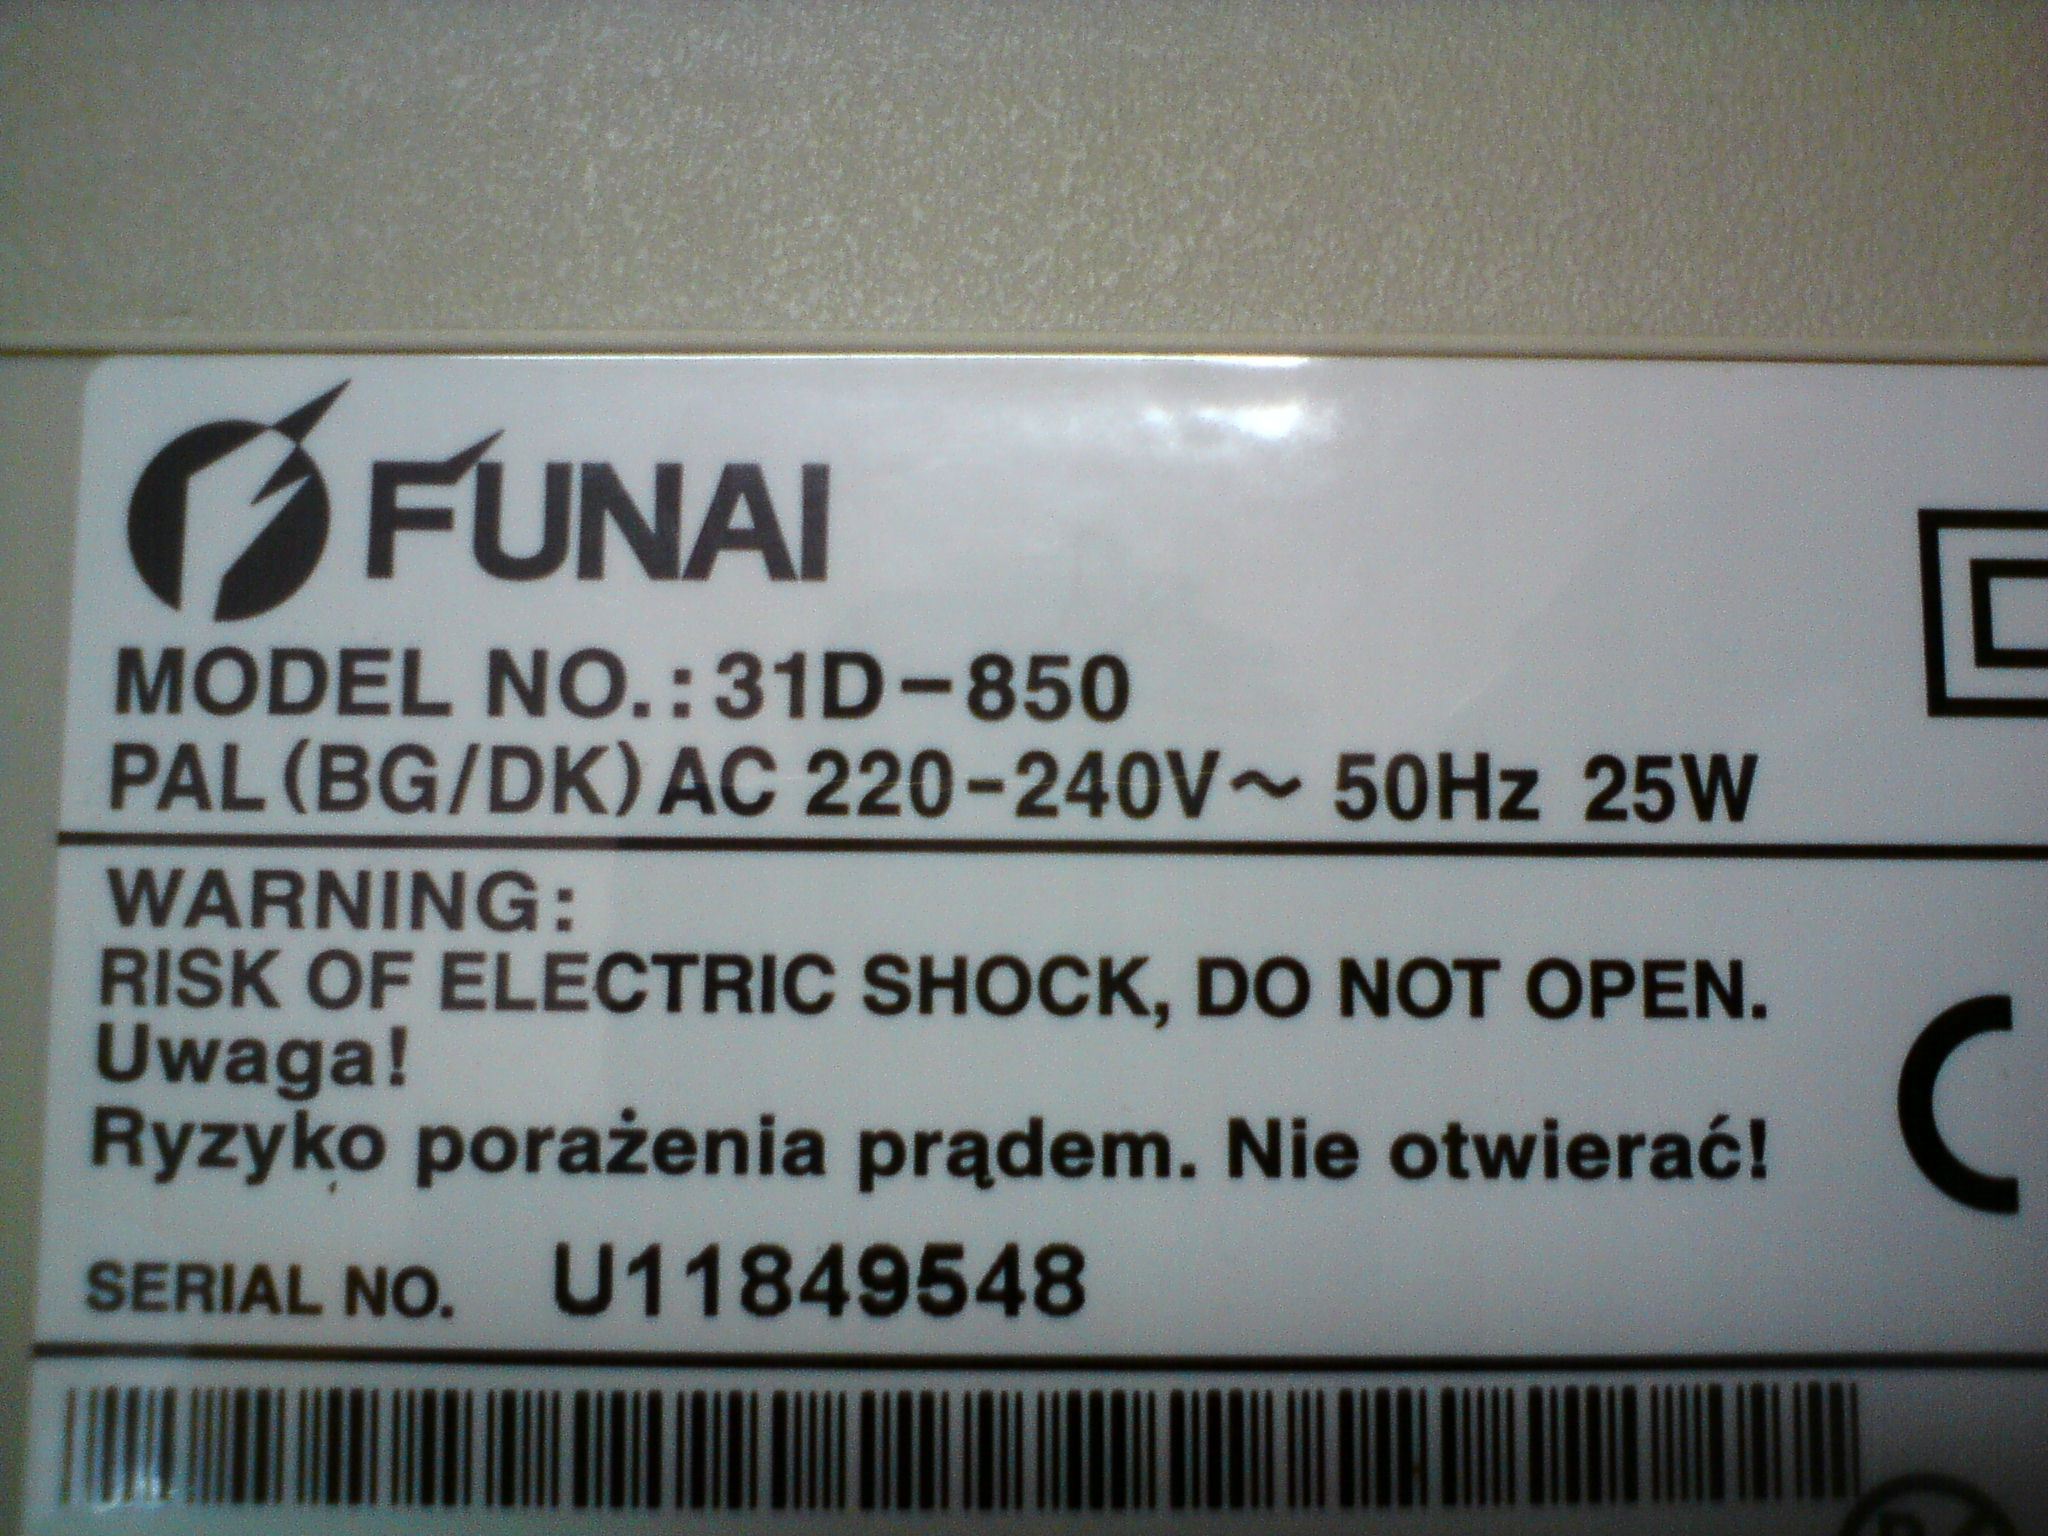 FUNAI
MODEL NO.: 31D-850
PAL (BG/DK) AC 220-240V~ 50Hz 25W
WARNING:
RISK OF ELECTRIC SHOCK, DO NOT OPEN.
Uwaga!
Ryzyko porażenia prądem. Nie otwierać!
SERIAL NO. U11849548